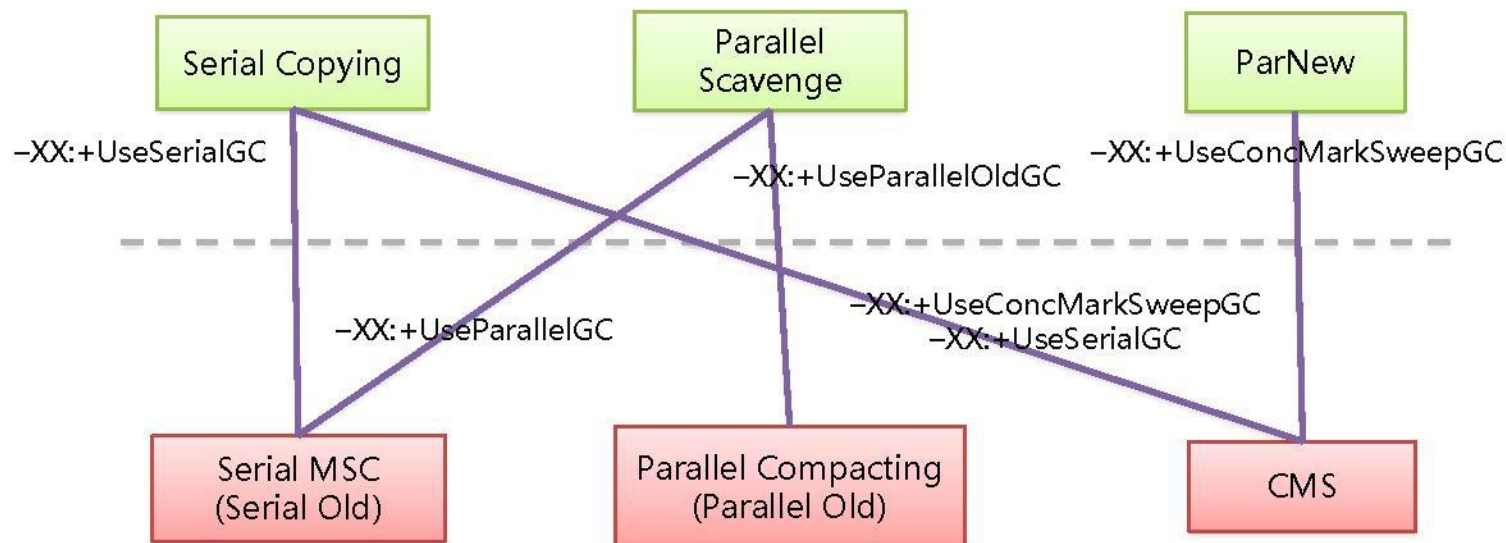 Serial Copying
Parallel
Scavenge
ParNew
–XX:+UseSerialGC
–XX:+UseParallelOldGC
–XX:+UseConcMarkSweepGC
–XX:+UseParallelGC
–XX:+UseConcMarkSweepGC
–XX:+UseSerialGC
Serial MSC
(Serial Old)
Parallel Compacting
(Parallel Old)
CMS